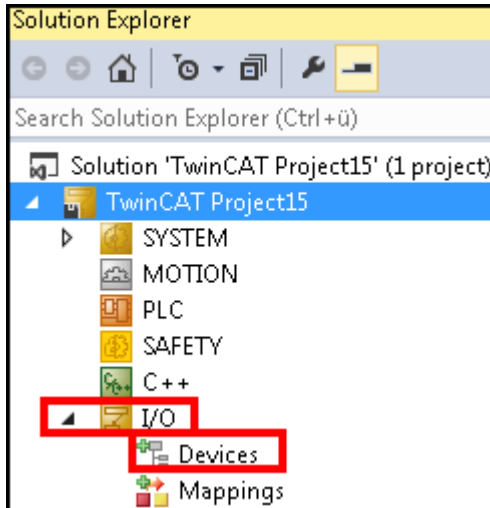 Solution Explorer
Search Solution Explorer (Ctrl+ü)
Solution 'TwinCAT Project15' (1 project)
TwinCAT Project15
SYSTEM
MOTION
PLC
SAFETY
C++
I/O
Devices
Mappings